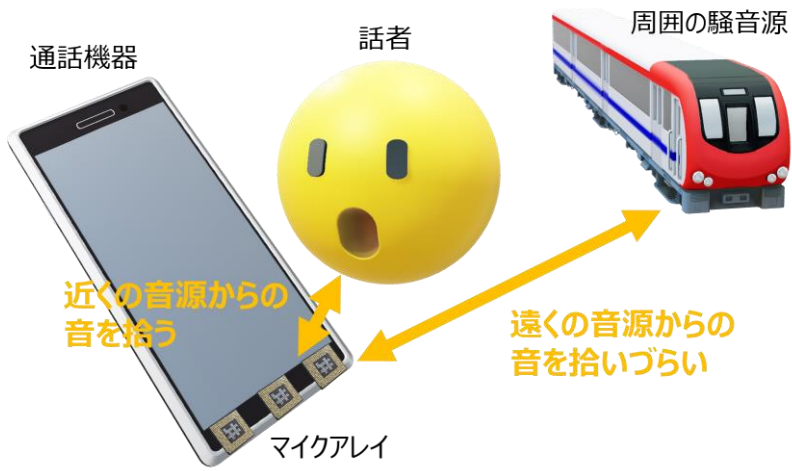 通話機器
話者
周囲の騒音源
近くの音源からの
音を拾う
遠くの音源からの
音を拾いづらい
マイクアレイ